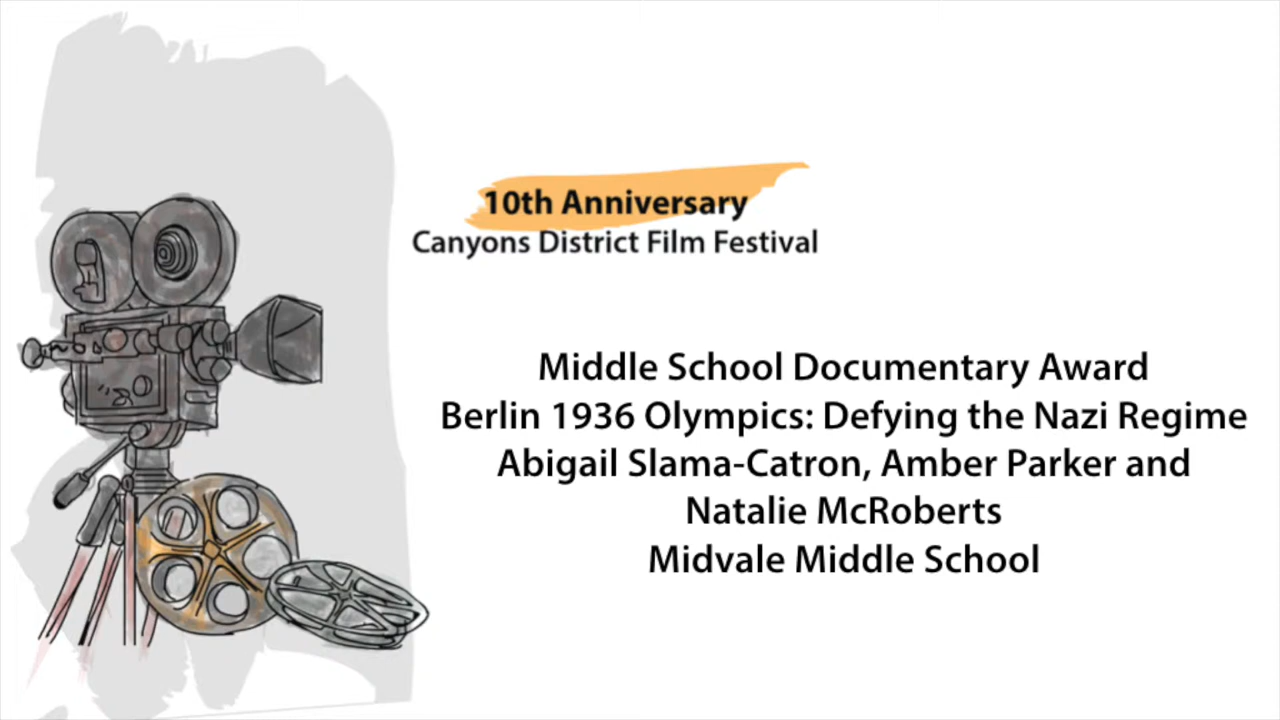 10th Anniversary
Canyons District Film Festival
Middle School Documentary Award
Berlin 1936 Olympics: Defying the Nazi Regime
Abigail Slama-Catron, Amber Parker and
Natalie McRoberts
Midvale Middle School